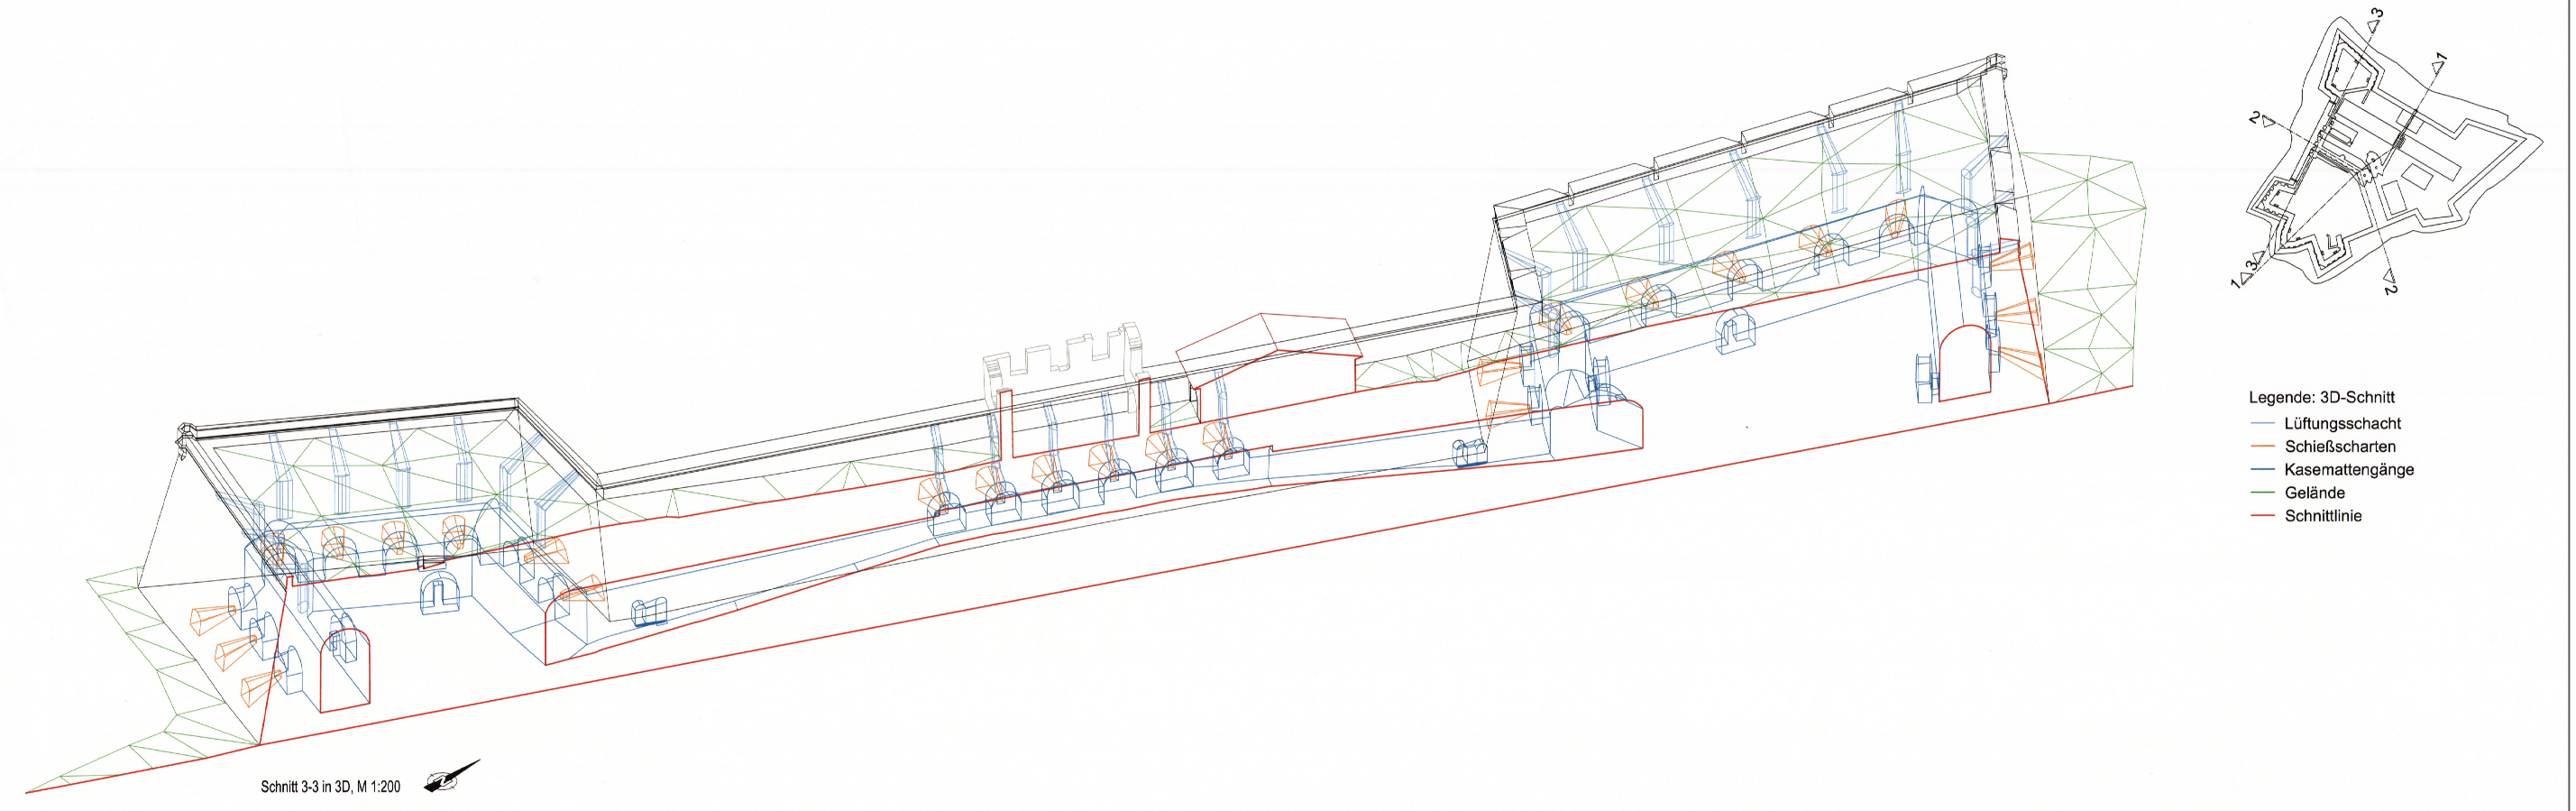 3
1
2
1
3
2
Legende: 3D-Schnitt
Lüftungsschacht
Schießscharten
Kasemattengänge
Gelände
Schnittlinie
Schnitt 3-3 in 3D, M 1:200